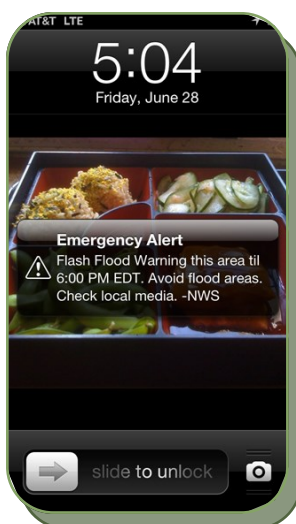 AT&T LTE
5:04
Friday, June 28
Emergency Alert
Flash Flood Warning this area til
6:00 PM EDT. Avoid flood areas.
Check local media. -NWS
slide to unlock